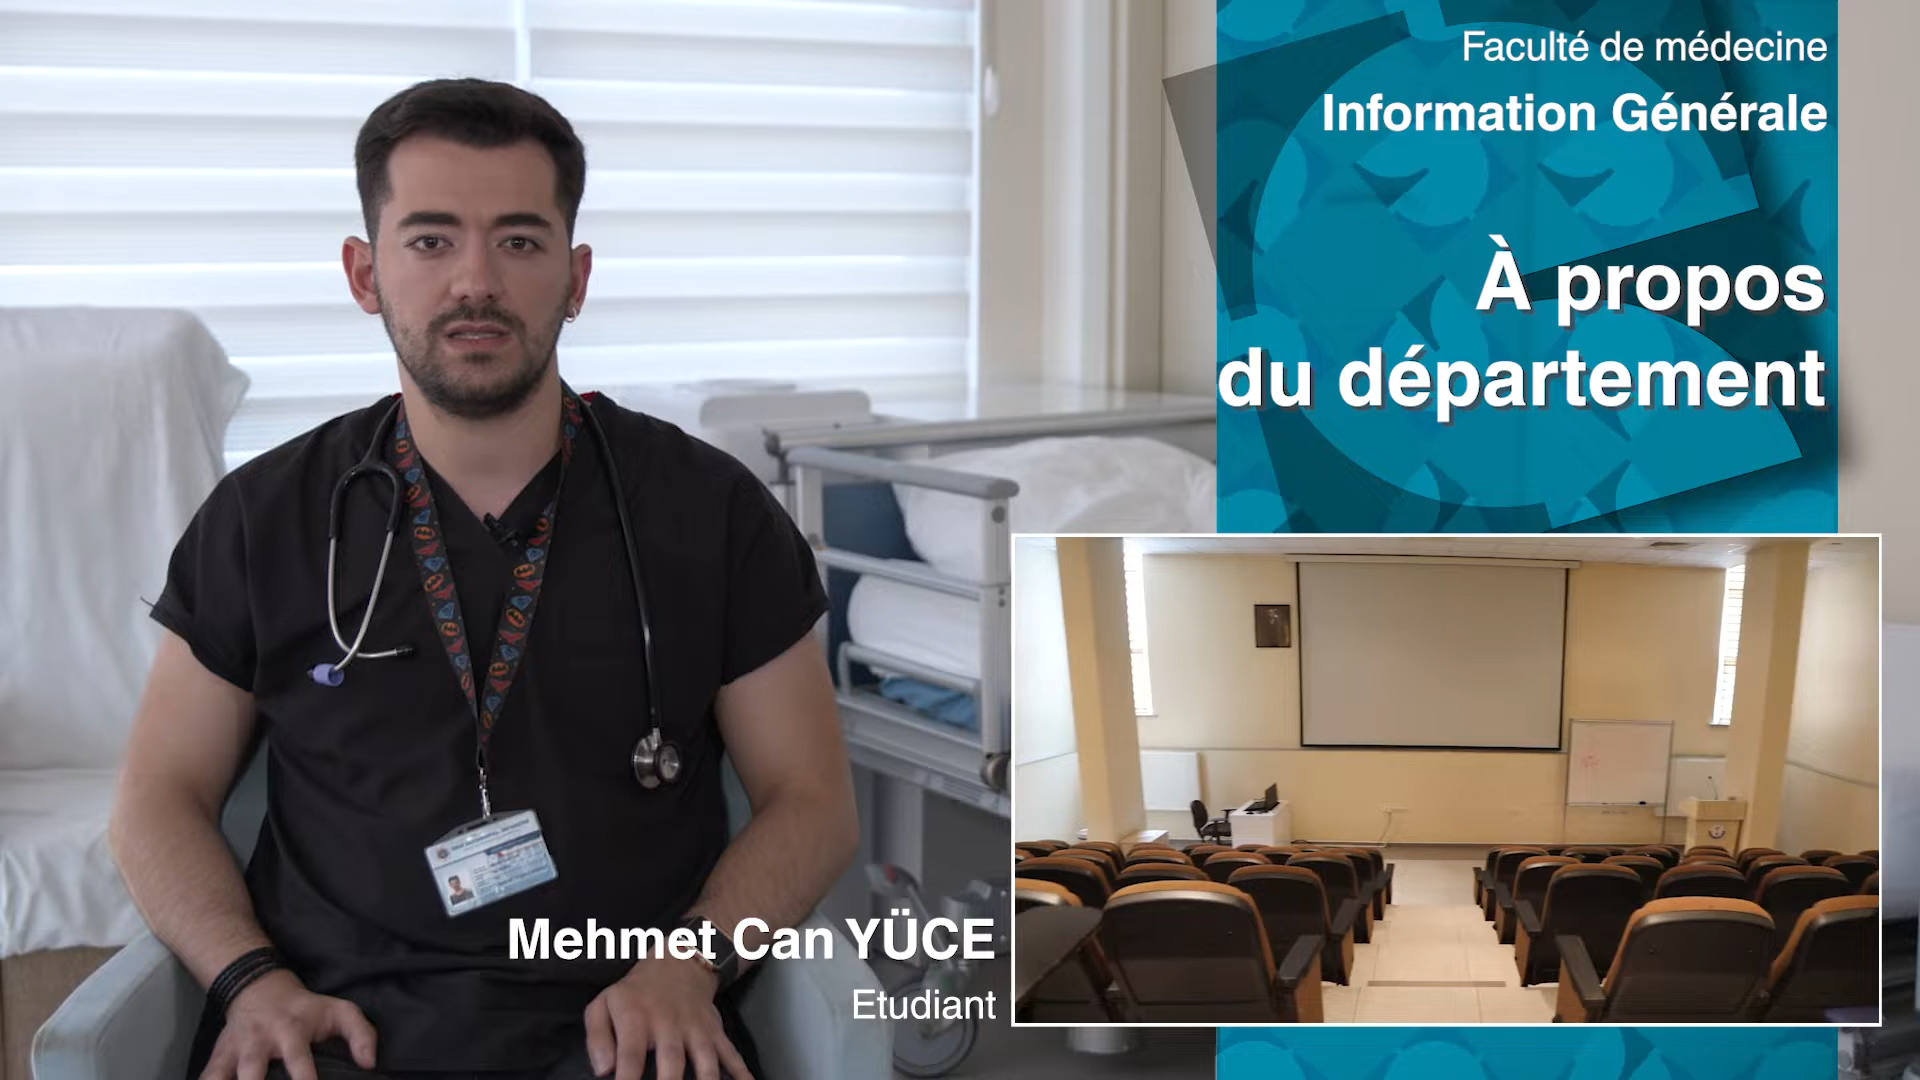 Faculté de médecine
Information Générale
À propos
du département
Mehmet Can YÜCE
Etudiant